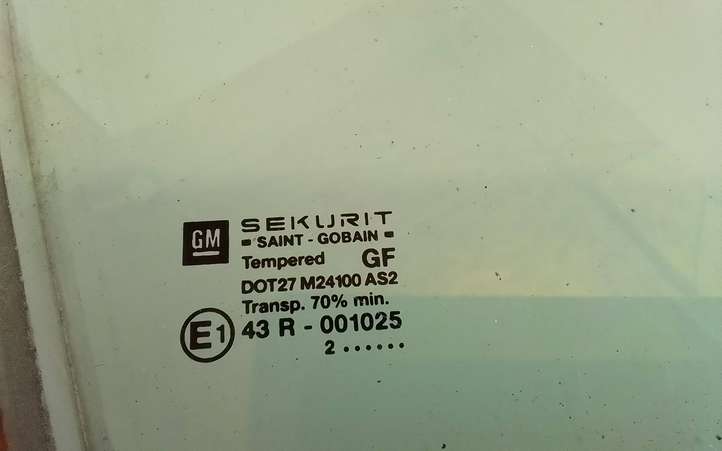 GM SEKURIT
SAINT - GOBAIN
Tempered GF
DOT27 M24100 AS2
Transp. 70% min.
E1 43 R - 001025
2 ......